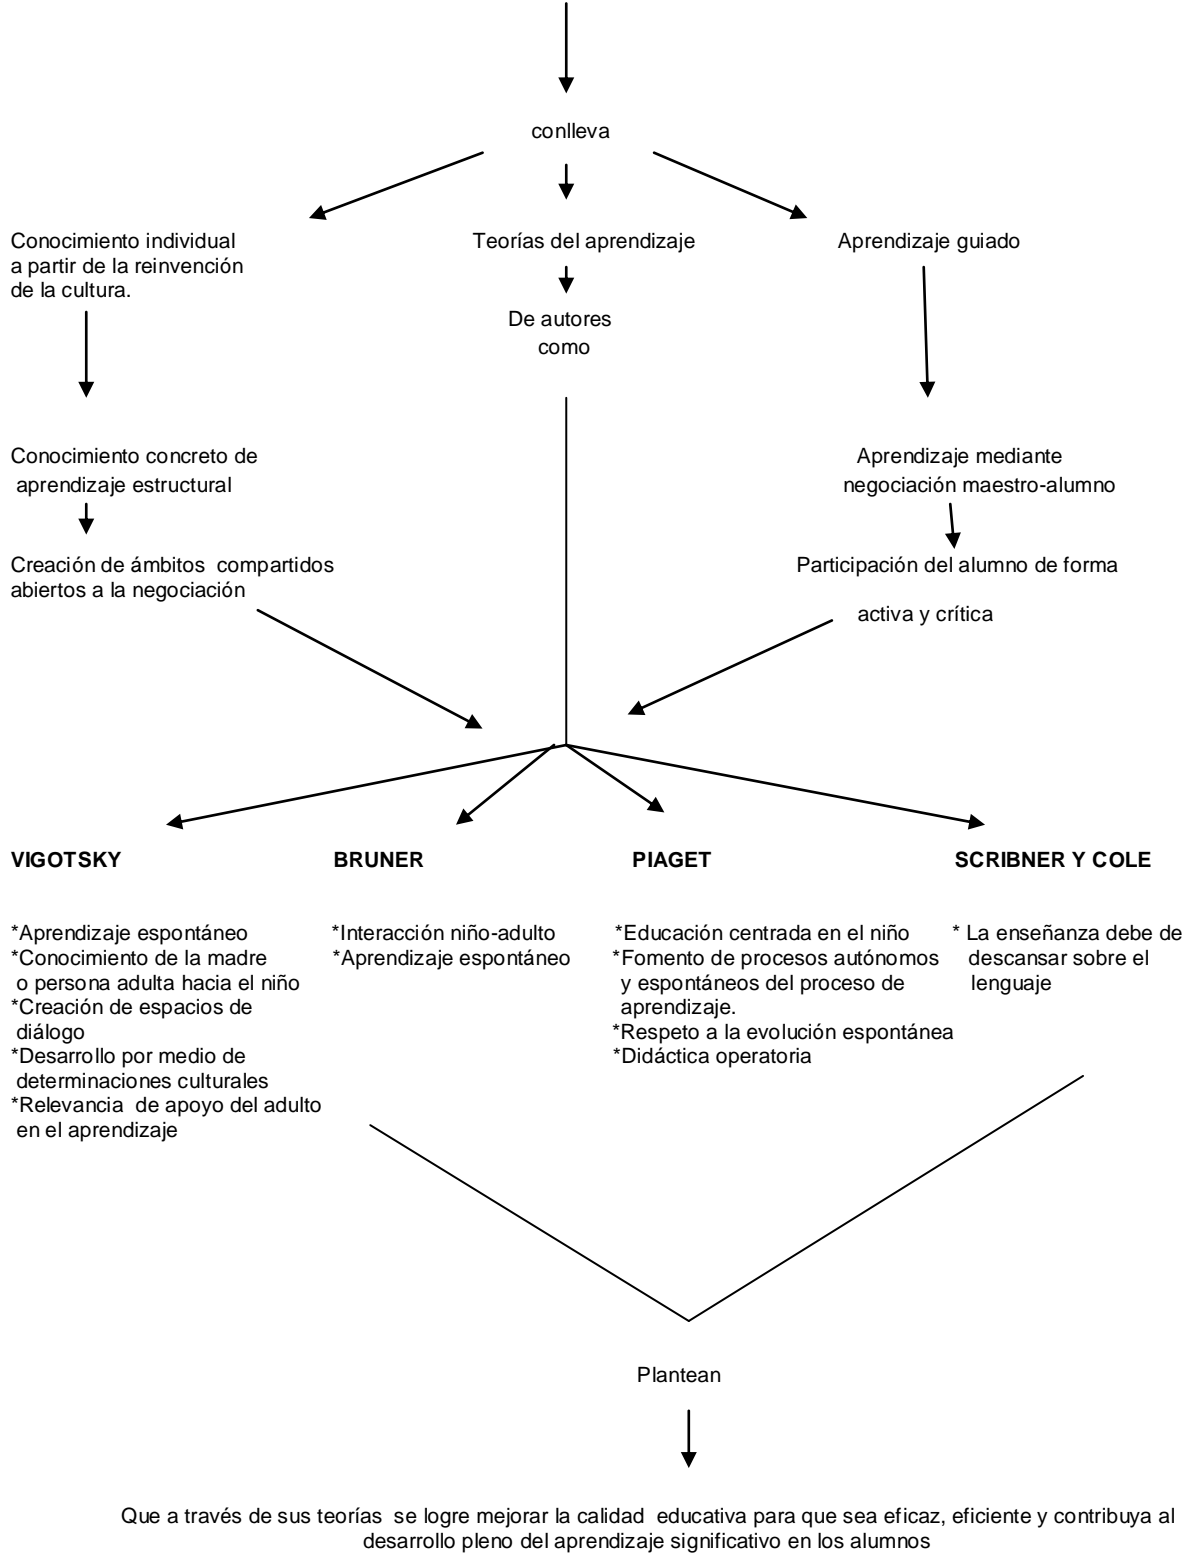 conlleva
Conocimiento individual
a partir de la reinvención
de la cultura.
Teorías del aprendizaje
Aprendizaje guiado
De autores
como
Conocimiento concreto de
aprendizaje estructural
Aprendizaje mediante
negociación maestro-alumno
Creación de ámbitos compartidos
abiertos a la negociación
Participación del alumno de forma
activa y crítica
VIGOTSKY
*Aprendizaje espontáneo
*Conocimiento de la madre
o persona adulta hacia el niño
*Creación de espacios de
diálogo
*Desarrollo por medio de
determinaciones culturales
*Relevancia de apoyo del adulto
en el aprendizaje
BRUNER
*Interacción niño-adulto
*Aprendizaje espontáneo
PIAGET
*Educación centrada en el niño
*Fomento de procesos autónomos
y espontáneos del proceso de
aprendizaje.
*Respeto a la evolución espontánea
*Didáctica operatoria
SCRIBNER Y COLE
* La enseñanza debe de
descansar sobre el
lenguaje
Plantean
Que a través de sus teorías se logre mejorar la calidad educativa para que sea eficaz, eficiente y contribuya al
desarrollo pleno del aprendizaje significativo en los alumnos